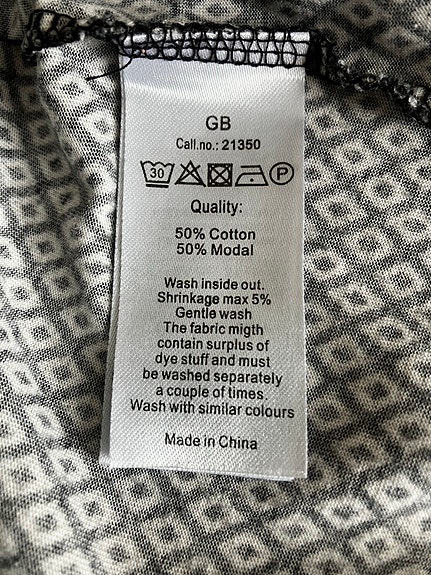 GB
Call.no.: 21350
30 P
Quality:
50% Cotton
50% Modal
Wash inside out.
Shrinkage max 5%
Gentle wash
The fabric migth
contain surplus of
dye stuff and must
be washed separately
a couple of times.
Wash with similar colours
Made in China